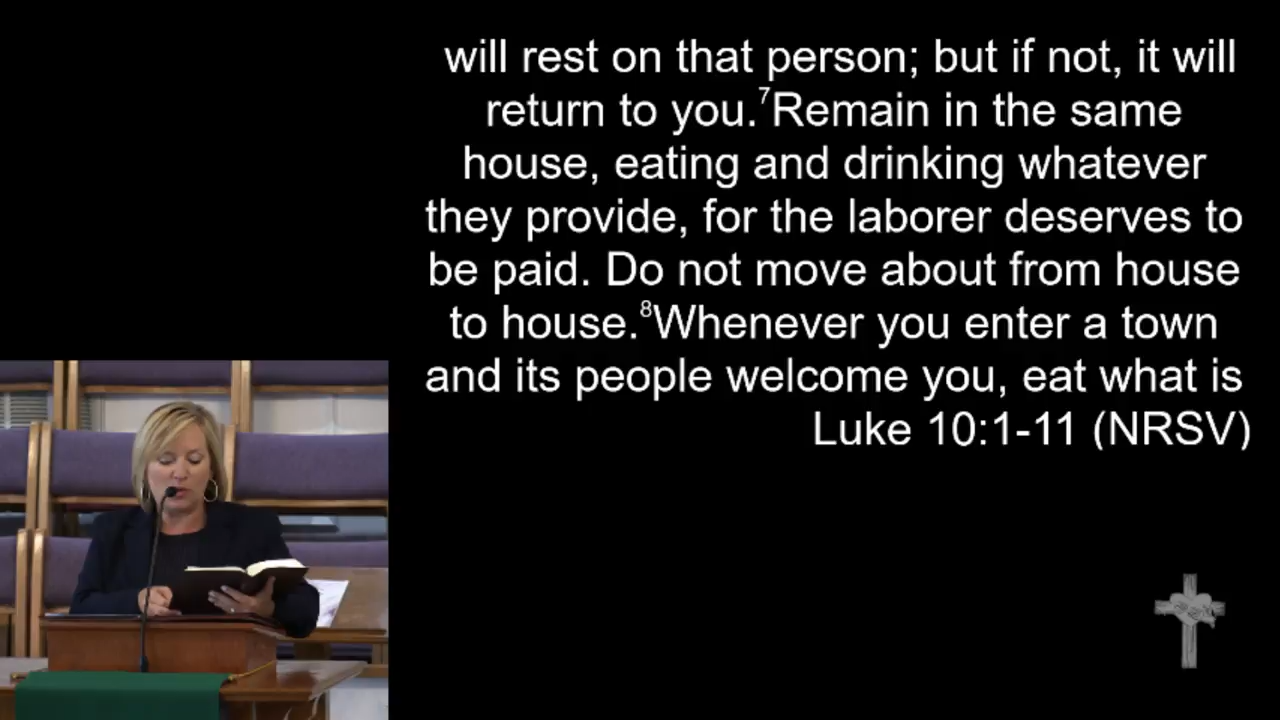 will rest on that person; but if not, it will
return to you.⁷Remain in the same
house, eating and drinking whatever
they provide, for the laborer deserves to
be paid. Do not move about from house
to house.⁸Whenever you enter a town
and its people welcome you, eat what is
Luke 10:1-11 (NRSV)